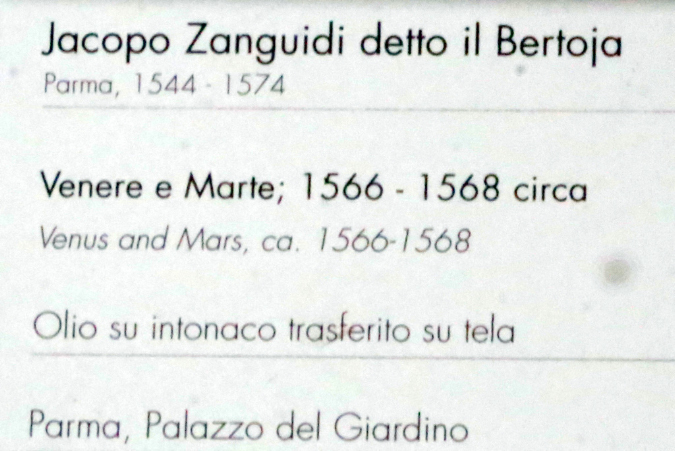 Jacopo Zanguidi detto il Bertoja
Parma, 1544 - 1574
Venere e Marte; 1566 - 1568 circa
Venus and Mars, ca. 1566-1568
Olio su intonaco trasferito su tela
Parma, Palazzo del Giardino